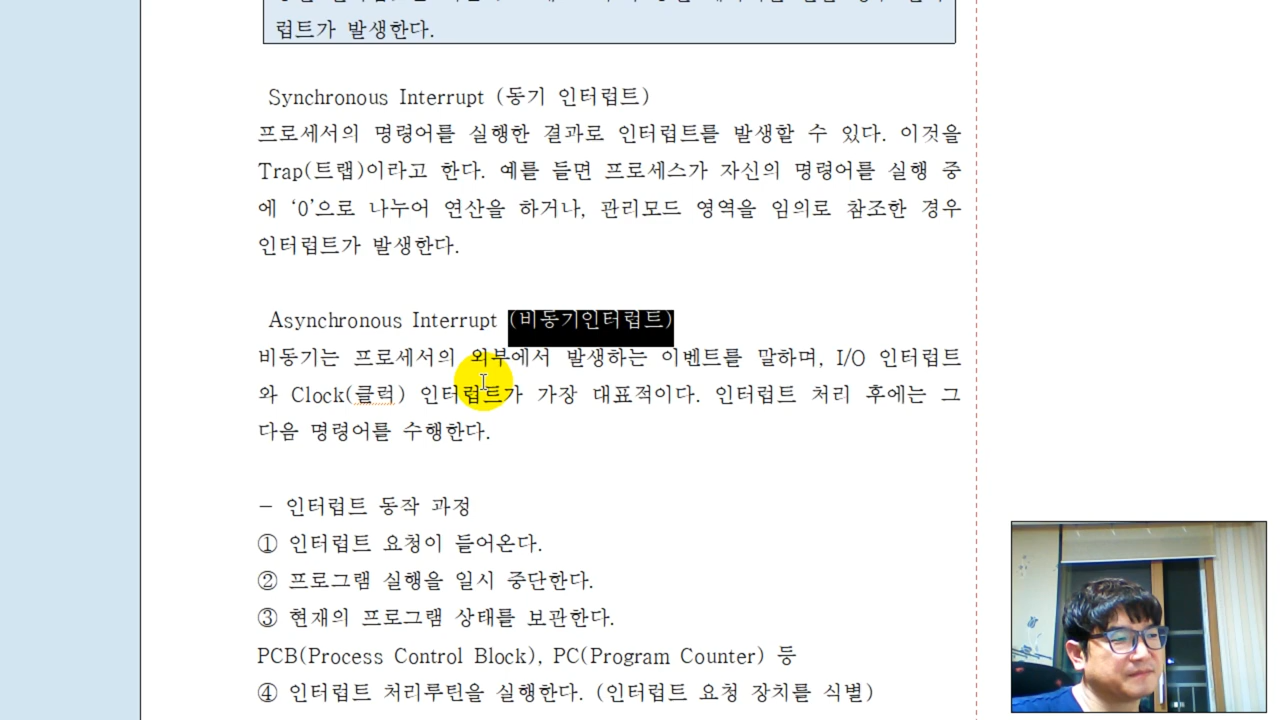 럽트가 발생한다.
Synchronous Interrupt (동기 인터럽트)
프로세서의 명령어를 실행한 결과로 인터럽트를 발생할 수 있다. 이것을
Trap(트랩)이라고 한다. 예를 들면 프로세스가 자신의 명령어를 실행 중
에 ‘0’으로 나누어 연산을 하거나, 관리모드 영역을 임의로 참조한 경우
인터럽트가 발생한다.
Asynchronous Interrupt (비동기인터럽트)
비동기는 프로세서의 외부에서 발생하는 이벤트를 말하며, I/O 인터럽트
와 Clock(클럭) 인터럽트가 가장 대표적이다. 인터럽트 처리 후에는 그
다음 명령어를 수행한다.
- 인터럽트 동작 과정
① 인터럽트 요청이 들어온다.
② 프로그램 실행을 일시 중단한다.
③ 현재의 프로그램 상태를 보관한다.
PCB(Process Control Block), PC(Program Counter) 등
④ 인터럽트 처리루틴을 실행한다. (인터럽트 요청 장치를 식별)